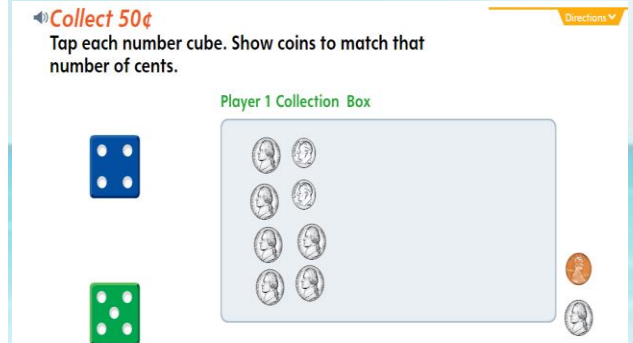 Collect 50¢
Directions
Tap each number cube. Show coins to match that
number of cents.
Player 1 Collection Box